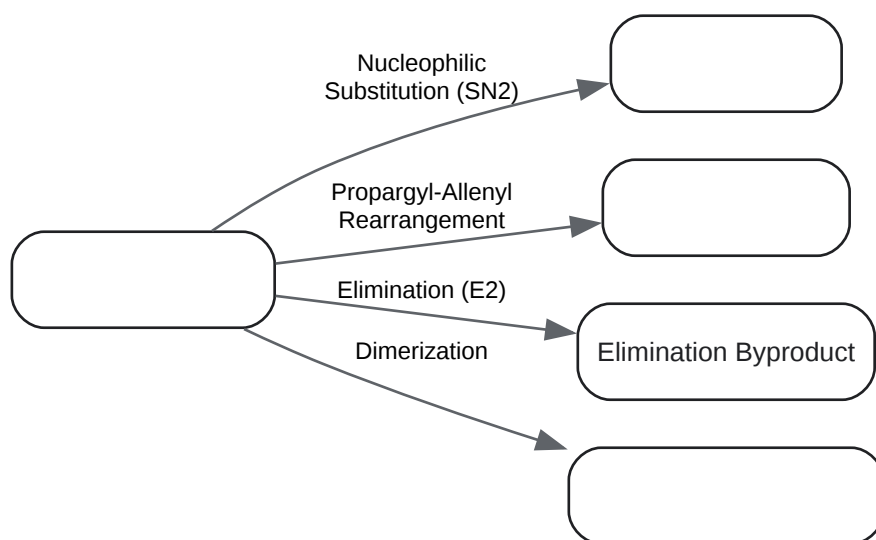 Nucleophilic
Substitution (SN2)
Propargyl-Allenyl
Rearrangement
Elimination (E2)
Elimination Byproduct
Dimerization